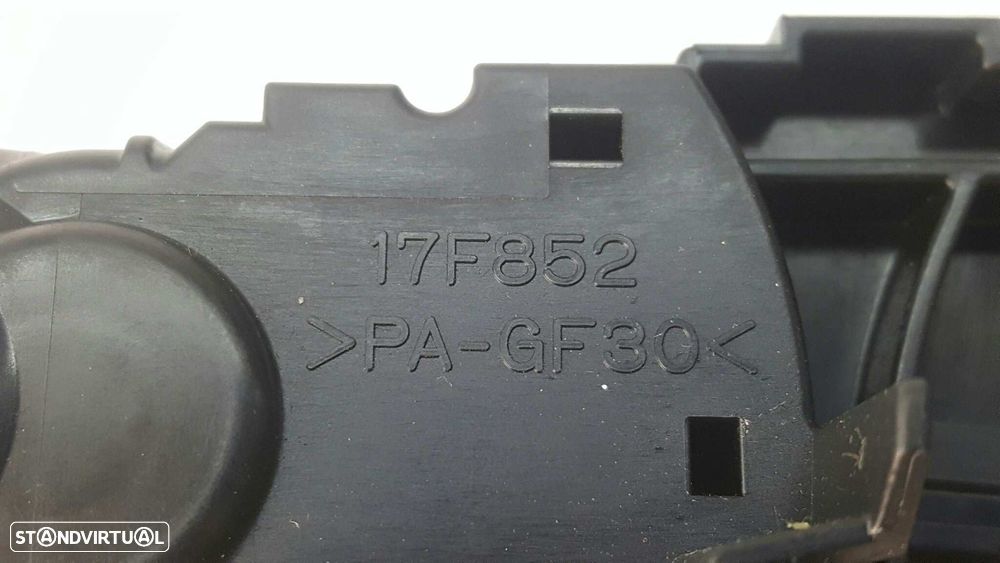 17F852
>PA-GF30<
STANDVIRTUAL